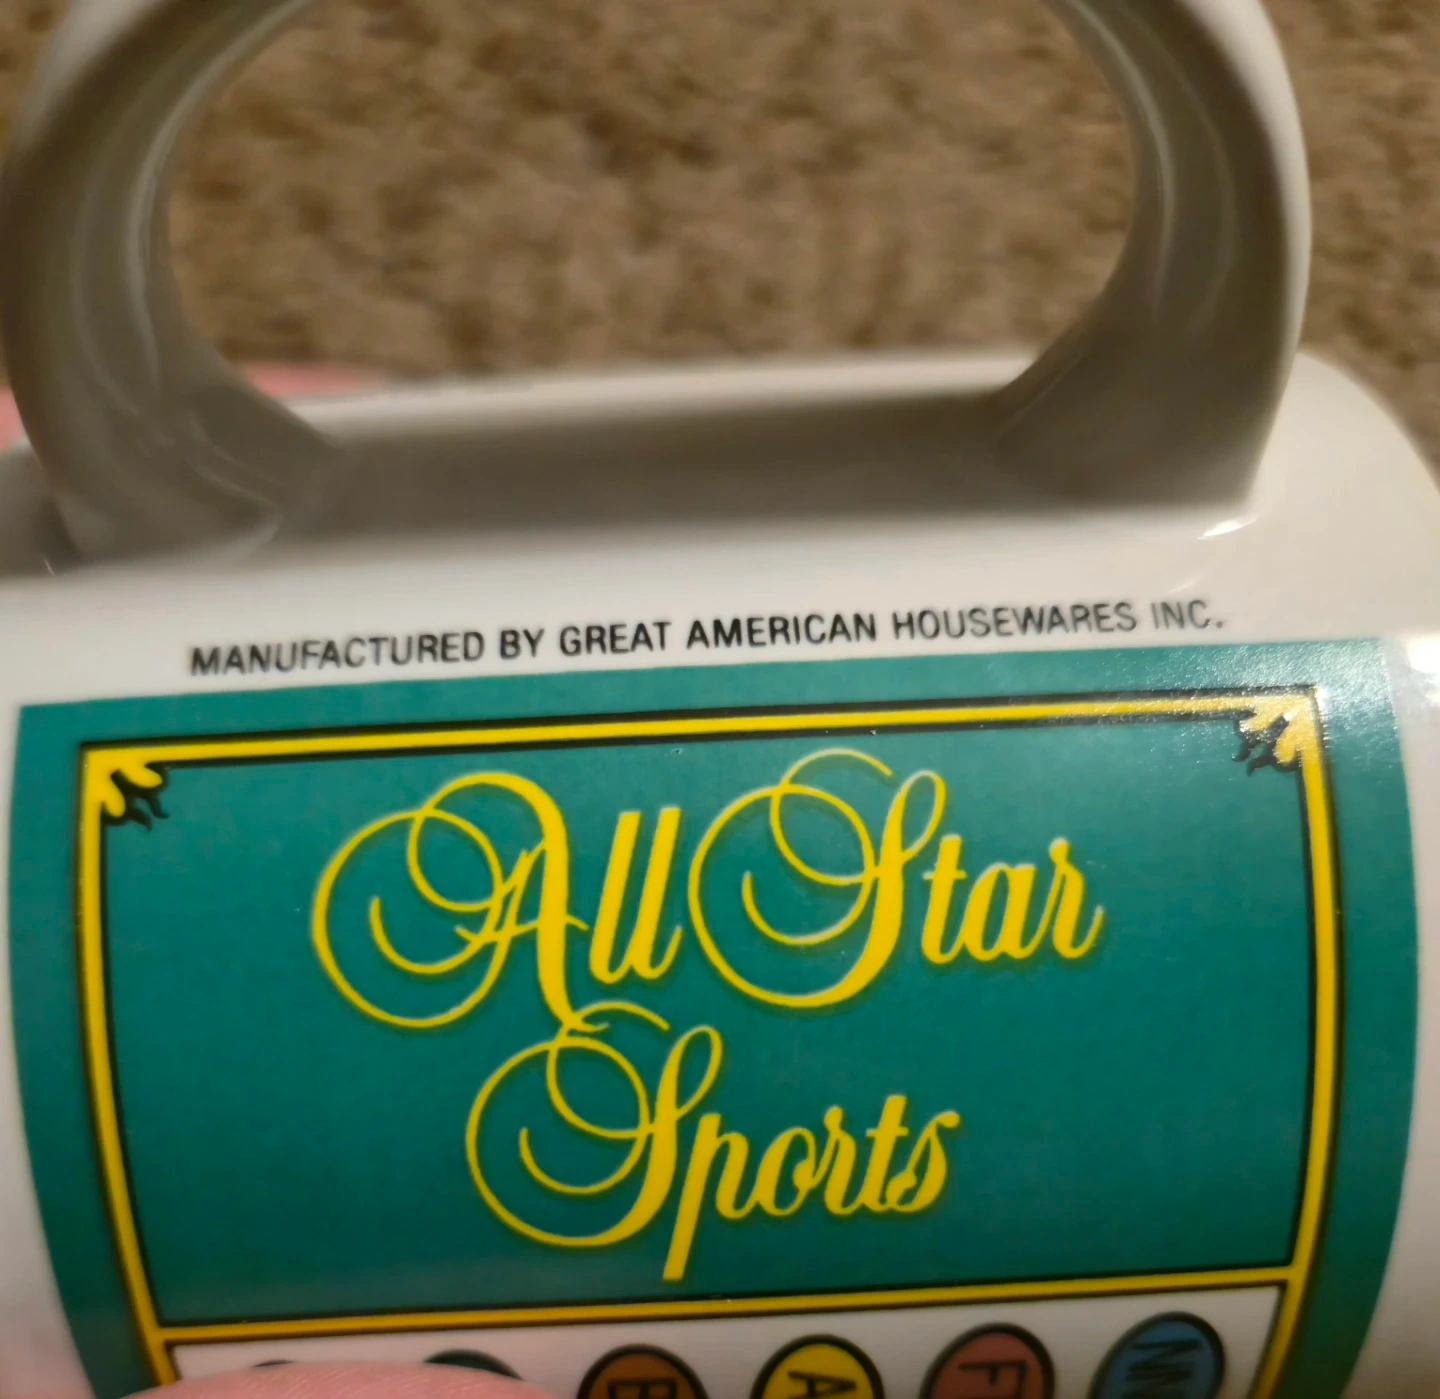 MANUFACTURED BY GREAT AMERICAN HOUSEWARES INC.
All Star
Sports